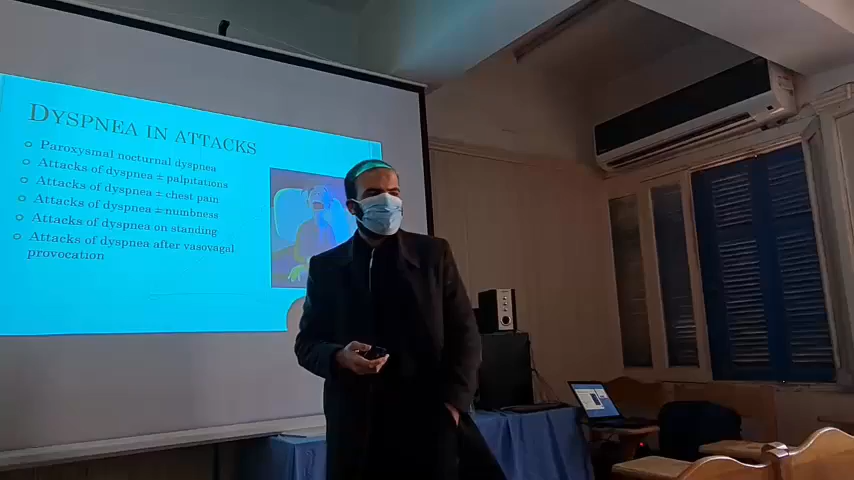 DYSPNEA IN ATTACKS
Paroxysmal nocturnal dyspnea
Attacks of dyspnea ± palpitations
Attacks of dyspnea ± chest pain
Attacks of dyspnea ± numbness
Attacks of dyspnea on standing
Attacks of dyspnea after vasovagal
provocation